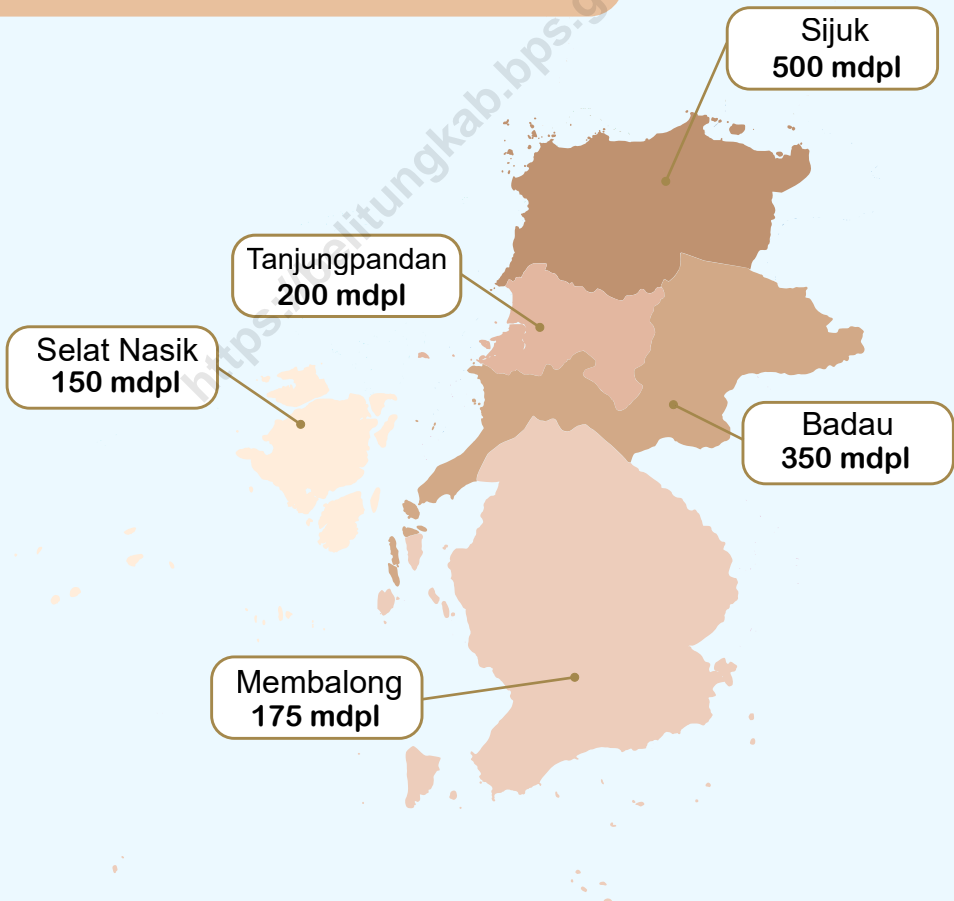 Sijuk
500 mdpl
Tanjungpandan
200 mdpl
Selat Nasik
150 mdpl
Badau
350 mdpl
Membalong
175 mdpl
https://belitungkab.bps.g